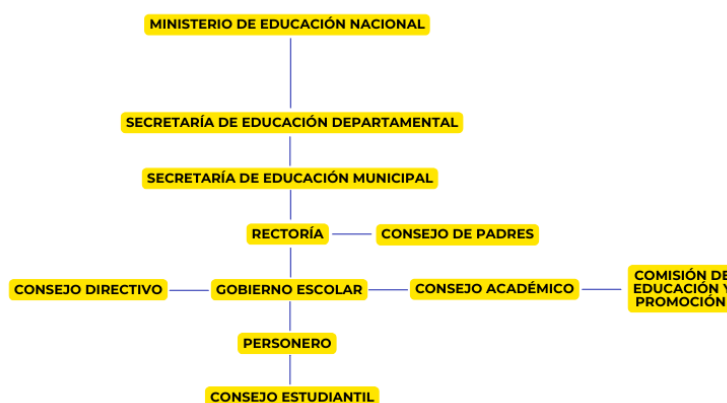 MINISTERIO DE EDUCACIÓN NACIONAL
SECRETARÍA DE EDUCACIÓN DEPARTAMENTAL
SECRETARÍA DE EDUCACIÓN MUNICIPAL
RECTORÍA
CONSEJO DE PADRES
CONSEJO DIRECTIVO
GOBIERNO ESCOLAR
CONSEJO ACADÉMICO
COMISIÓN DE
EDUCACIÓN Y
PROMOCIÓN
PERSONERO
CONSEJO ESTUDIANTIL